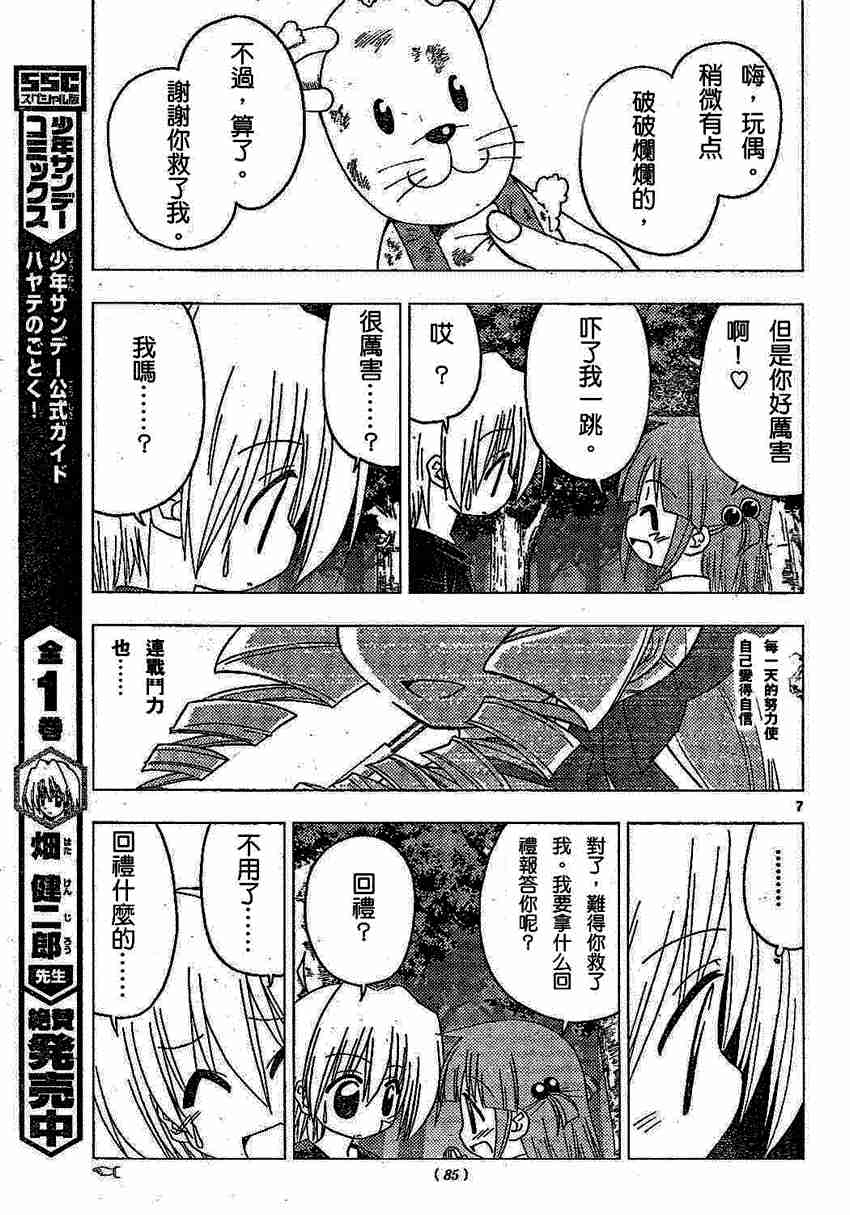 嗨，玩偶。
稍微有点
破破爛爛的，
不過，算了。
謝謝你救了我。
但是你好厲害
啊！♡
吓了我一跳。
哎？
很厲害……？
我嗎……？
每一天的努力使
自己變得自信
連戰鬥力
也……
7
………
對了，難得你救了
我。我要拿什么回
禮報答你呢？
回禮？
不用了……
回禮什麼的……
(85)
SSC
スペシャル版
少年サンデー
コミックス
少年サンデー公式ガイド
ハヤテのごとく！
全1巻
畑健二郎
はた けん じ ろう
先生
絶賛
発売中